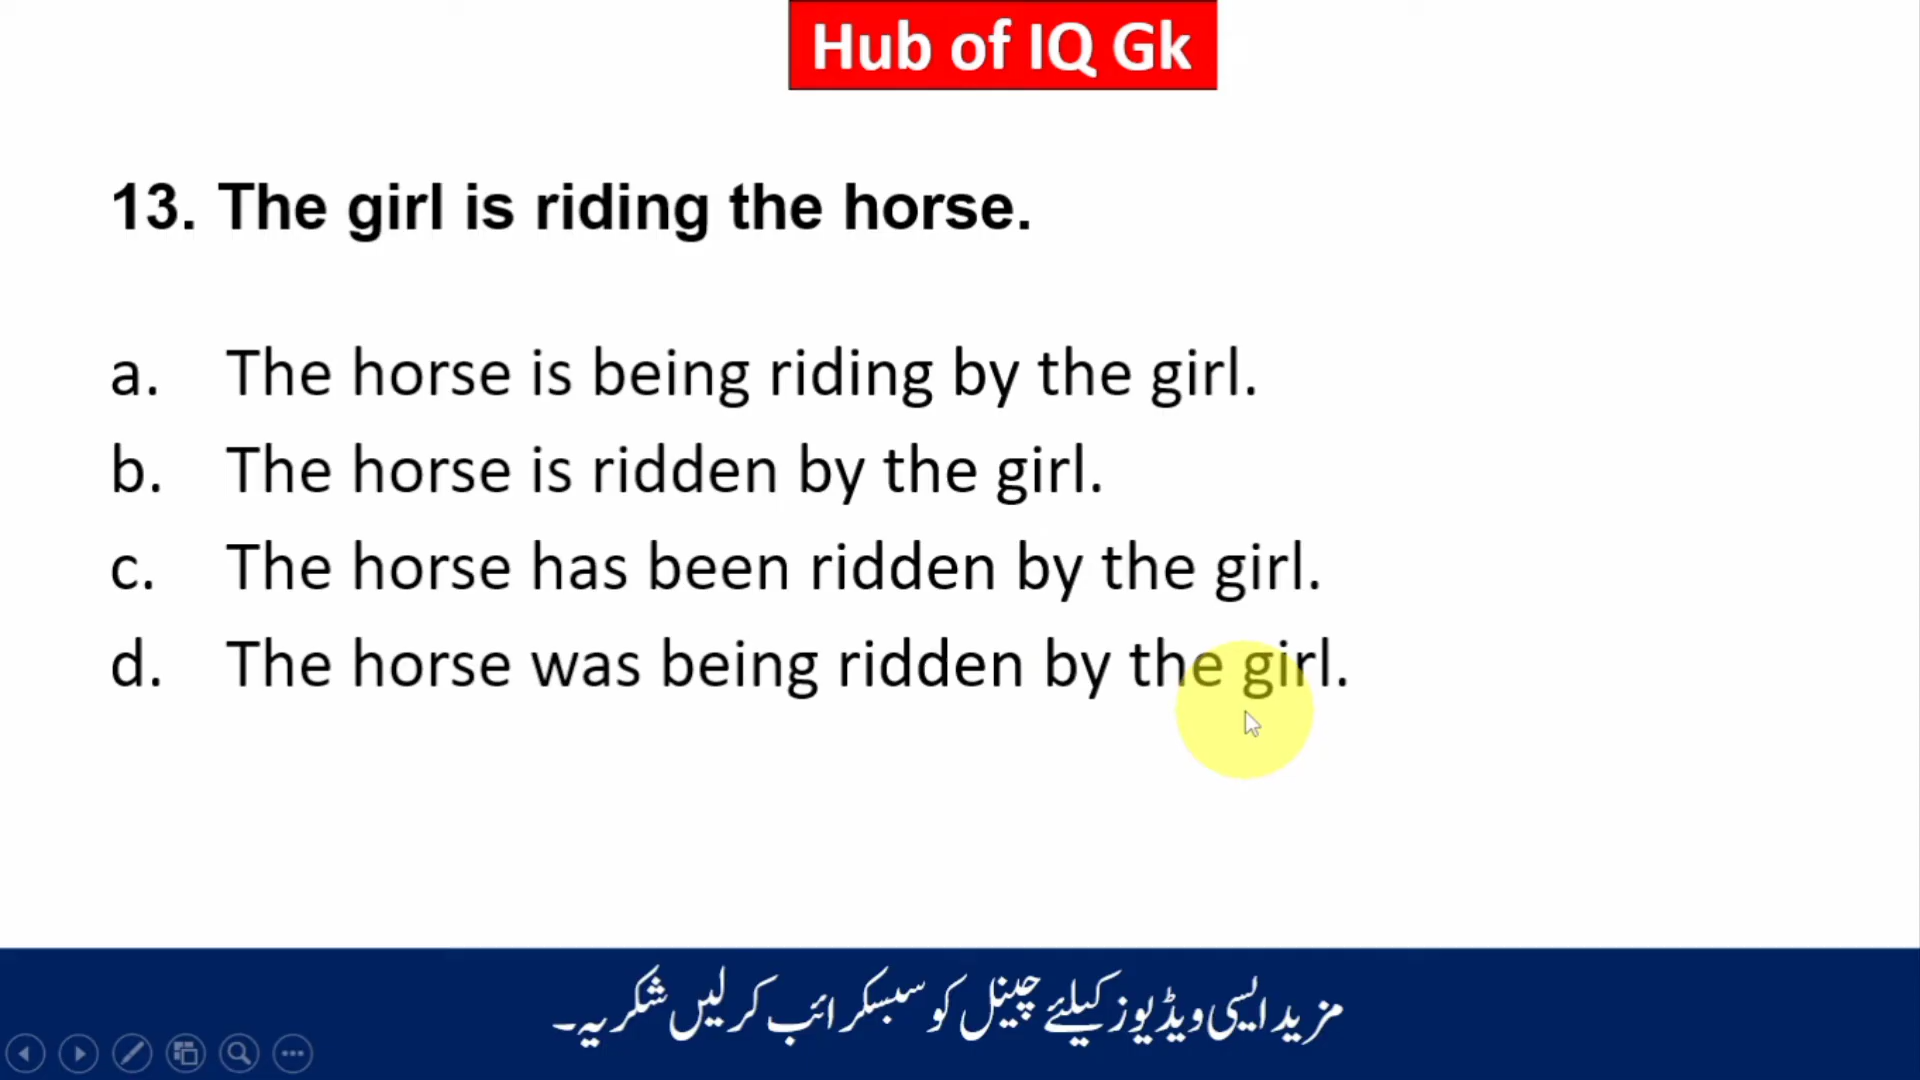 Hub of IQ Gk
13. The girl is riding the horse.
a. The horse is being riding by the girl.
b. The horse is ridden by the girl.
c. The horse has been ridden by the girl.
d. The horse was being ridden by the girl.
مزید ایسی ویڈیوز کیلئے چینل کو سبسکرائب کرلیں شکریہ۔